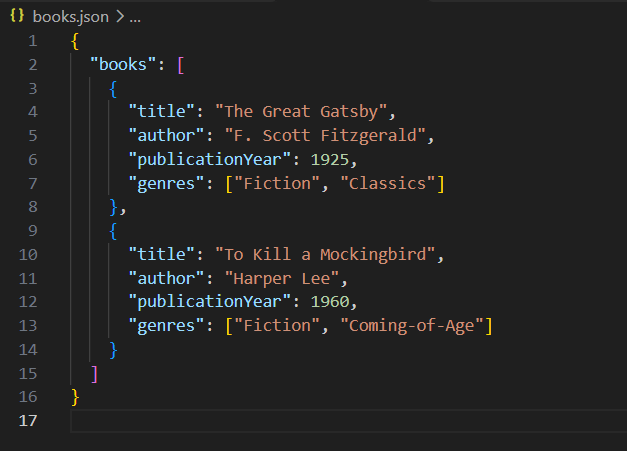 {} books.json > ...
1 {
2   "books": [
3     {
4       "title": "The Great Gatsby",
5       "author": "F. Scott Fitzgerald",
6       "publicationYear": 1925,
7       "genres": ["Fiction", "Classics"]
8     },
9     {
10       "title": "To Kill a Mockingbird",
11       "author": "Harper Lee",
12       "publicationYear": 1960,
13       "genres": ["Fiction", "Coming-of-Age"]
14     }
15   ]
16 }
17